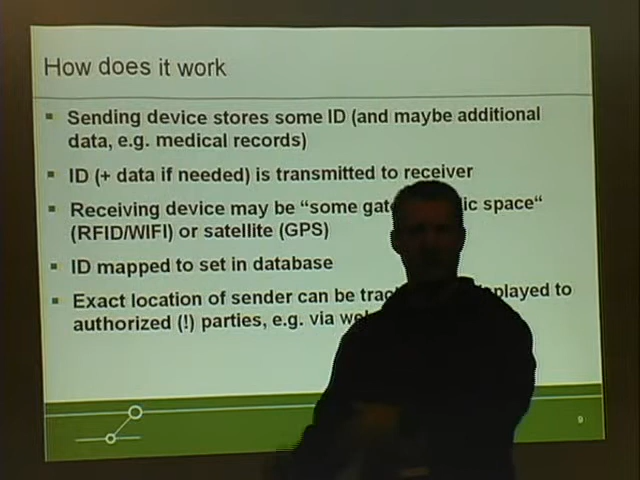 How does it work
▪ Sending device stores some ID (and maybe additional
data, e.g. medical records)
▪ ID (+ data if needed) is transmitted to receiver
▪ Receiving device may be “some gat ic space“
(RFID/WIFI) or satellite (GPS)
▪ ID mapped to set in database
▪ Exact location of sender can be trac played to
authorized (!) parties, e.g. via we
9